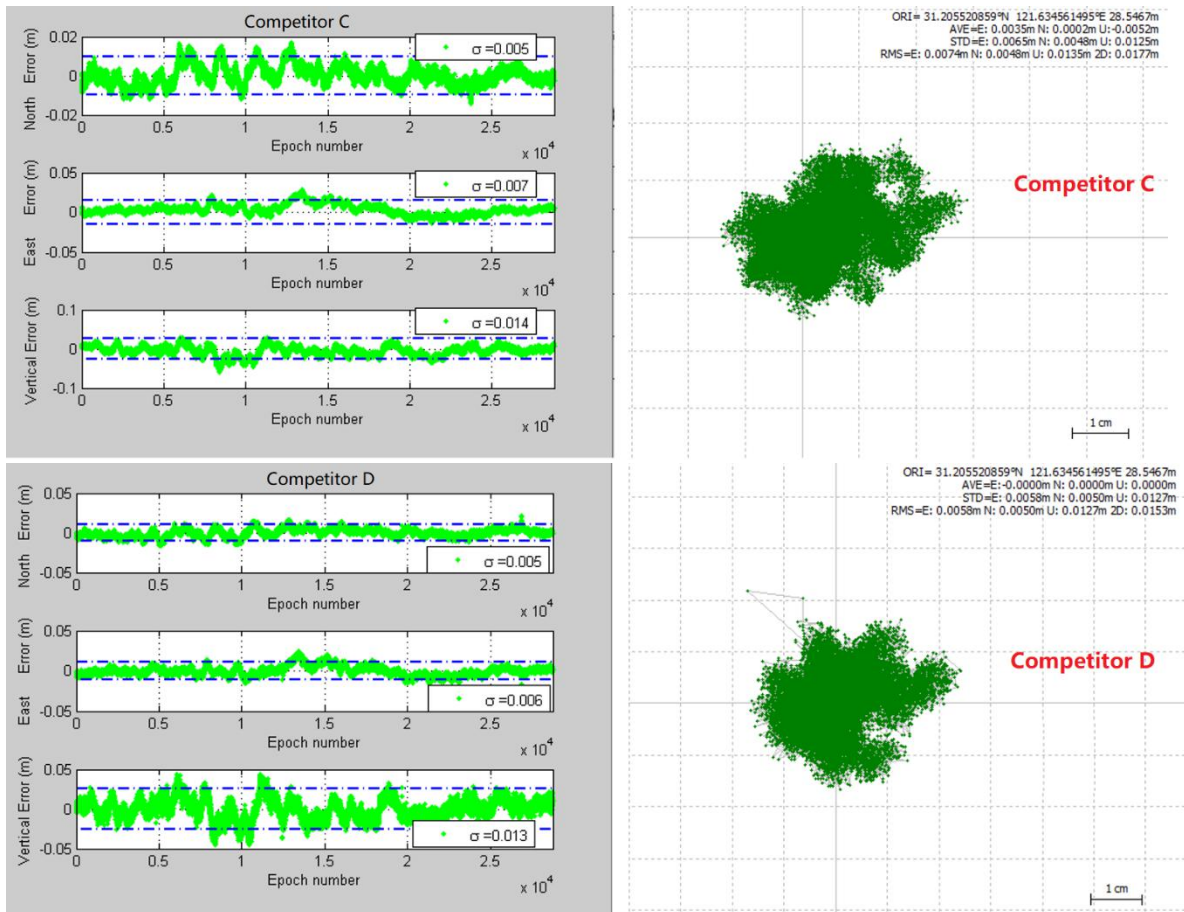 Competitor C
North Error (m)
0.02
0
-0.02
σ =0.005
0 0.5 1 1.5 2 2.5
Epoch number
x 10^4
East Error (m)
0.05
0
-0.05
σ =0.007
0 0.5 1 1.5 2 2.5
Epoch number
x 10^4
Vertical Error (m)
0.1
0
-0.1
σ =0.014
0 0.5 1 1.5 2 2.5
Epoch number
x 10^4
ORI= 31.205520859°N 121.634561495°E 28.5467m
AVE=E: 0.0035m N: 0.0002m U:-0.0052m
STD=E: 0.0065m N: 0.0048m U: 0.0125m
RMS=E: 0.0074m N: 0.0048m U: 0.0135m 2D: 0.0177m
Competitor C
1 cm
Competitor D
North Error (m)
0.05
0
-0.05
σ =0.005
0 0.5 1 1.5 2 2.5
Epoch number
x 10^4
East Error (m)
0.05
0
-0.05
σ =0.006
0 0.5 1 1.5 2 2.5
Epoch number
x 10^4
Vertical Error (m)
0.05
0
-0.05
σ =0.013
0 0.5 1 1.5 2 2.5
Epoch number
x 10^4
ORI= 31.205520859°N 121.634561495°E 28.5467m
AVE=E:-0.0000m N: 0.0000m U: 0.0000m
STD=E: 0.0058m N: 0.0050m U: 0.0127m
RMS=E: 0.0058m N: 0.0050m U: 0.0127m 2D: 0.0153m
Competitor D
1 cm